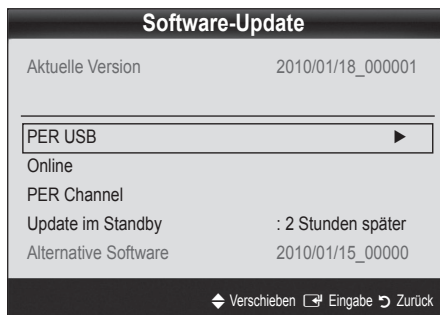 Software-Update
Aktuelle Version 2010/01/18_000001
PER USB ►
Online
PER Channel
Update im Standby : 2 Stunden später
Alternative Software 2010/01/15_00000
Verschieben Eingabe Zurück